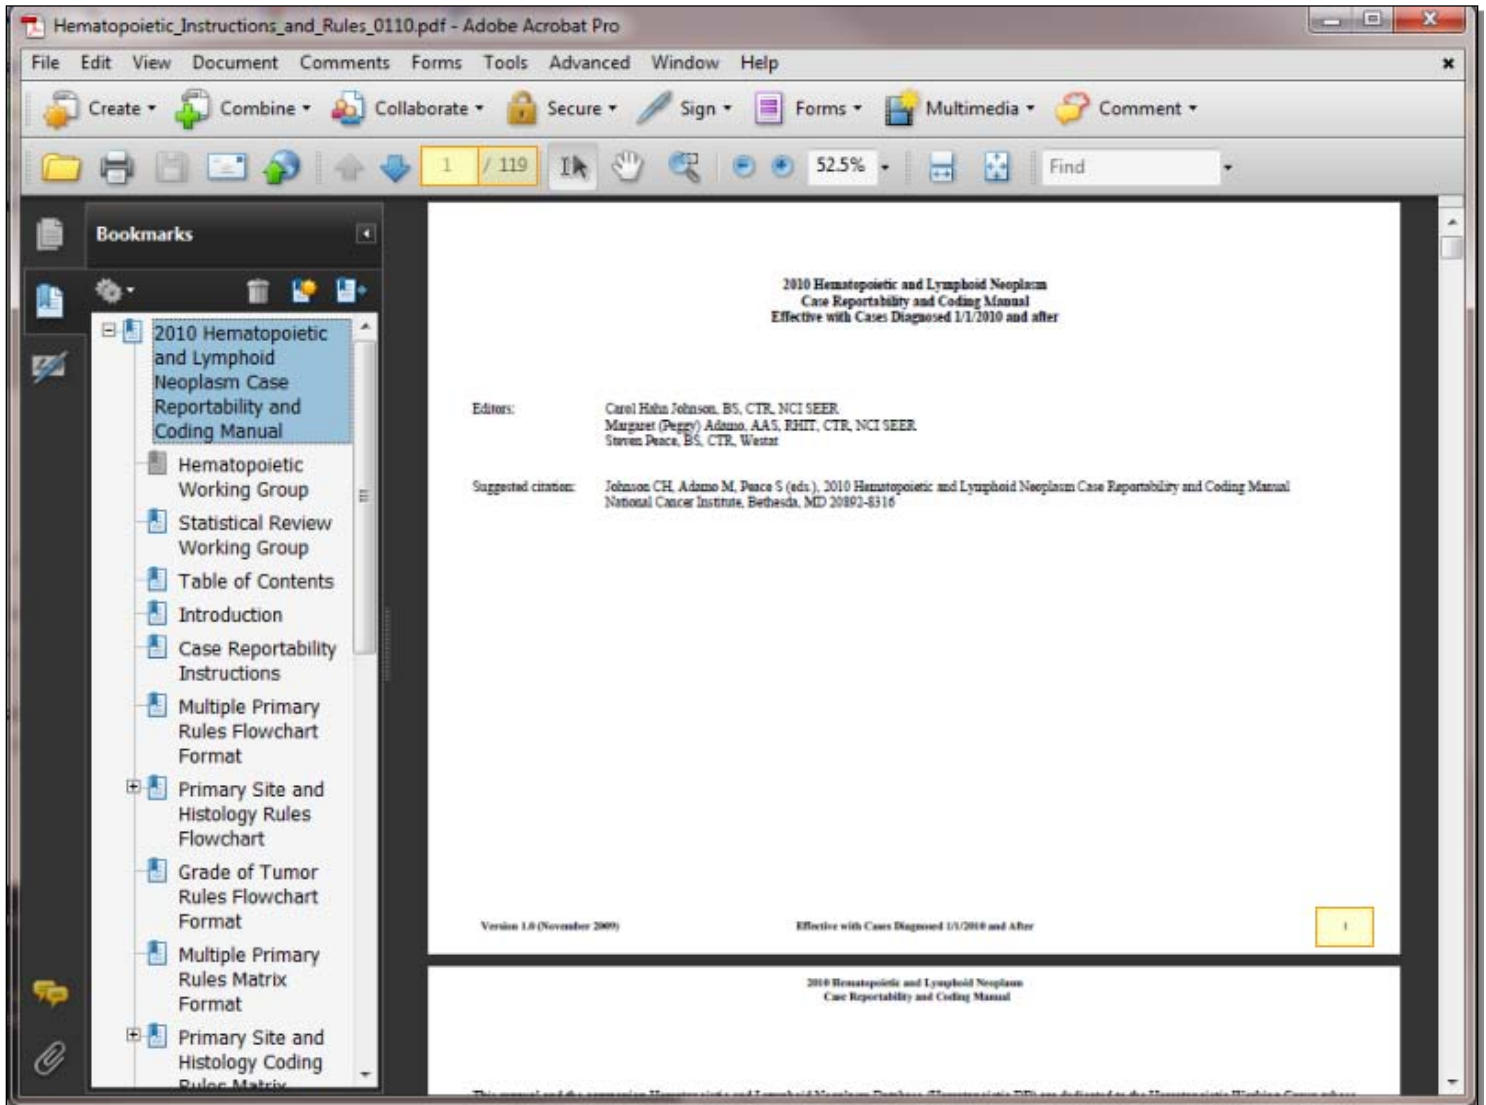 Hematopoietic_Instructions_and_Rules_0110.pdf - Adobe Acrobat Pro
File Edit View Document Comments Forms Tools Advanced Window Help
Create Combine Collaborate Secure Sign Forms Multimedia Comment
1 / 119 52.5% Find
Bookmarks
2010 Hematopoietic
and Lymphoid
Neoplasm Case
Reportability and
Coding Manual
Hematopoietic
Working Group
Statistical Review
Working Group
Table of Contents
Introduction
Case Reportability
Instructions
Multiple Primary
Rules Flowchart
Format
Primary Site and
Histology Rules
Flowchart
Grade of Tumor
Rules Flowchart
Format
Multiple Primary
Rules Matrix
Format
Primary Site and
Histology Coding
Rules Matrix
2010 Hematopoietic and Lymphoid Neoplasm
Case Reportability and Coding Manual
Effective with Cases Diagnosed 1/1/2010 and after
Editors: Carol Hahn Johnson, BS, CTR, NCI SEER
Margaret (Peggy) Adamo, AAS, RHIT, CTR, NCI SEER
Steven Peace, BS, CTR, Westat
Suggested citation: Johnson CH, Adamo M, Peace S (eds.), 2010 Hematopoietic and Lymphoid Neoplasm Case Reportability and Coding Manual
National Cancer Institute, Bethesda, MD 20892-8316
Version 1.0 (November 2009) Effective with Cases Diagnosed 1/1/2010 and After 1
2010 Hematopoietic and Lymphoid Neoplasm
Case Reportability and Coding Manual